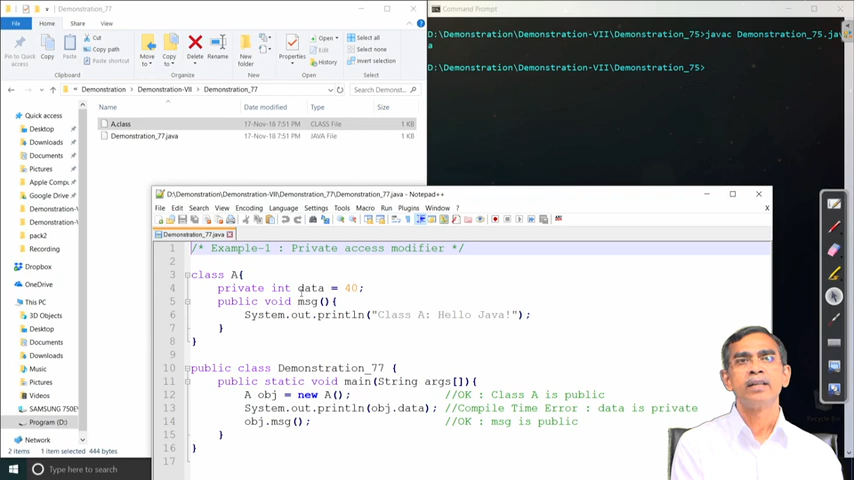 Demonstration_77
File Home Share View
Pin to Quick access
Copy
Paste
Cut
Copy path
Paste shortcut
Clipboard
Move to
Copy to
Delete
Rename
Organize
New folder
Properties
Open
Edit
History
Open
Select all
Select none
Invert selection
Select
Demonstration Demonstration-VII Demonstration_77
Search Demonst...
Name Date modified Type Size
A.class 17-Nov-18 7:51 PM CLASS File 1 KB
Demonstration_77.java 17-Nov-18 7:51 PM JAVA File 1 KB
Quick access
Desktop
Downloads
Documents
Pictures
Apple Compu
Google Drive
Demonstration-V
Demonstration_
pack2
Recording
Dropbox
OneDrive
This PC
3D Objects
Desktop
Documents
Downloads
Music
Pictures
Videos
SAMSUNG 750EV
Program (D:)
Network
2 items 1 item selected 444 bytes
Type here to search
Command Prompt
D:\Demonstration\Demonstration-VII\Demonstration_75>javac Demonstration_75.jav
a
D:\Demonstration\Demonstration-VII\Demonstration_75>
D:\Demonstration\Demonstration-VII\Demonstration_77\Demonstration_77.java - Notepad++
File Edit Search View Encoding Language Settings Tools Macro Run Plugins Window ? X
Demonstration_77.java
1 /* Example-1 : Private access modifier */
2
3 class A{
4 private int data = 40;
5 public void msg(){
6 System.out.println("Class A: Hello Java!");
7 }
8 }
9
10 public class Demonstration_77 {
11 public static void main(String args[]){
12 A obj = new A(); //OK : Class A is public
13 System.out.println(obj.data); //Compile Time Error : data is private
14 obj.msg(); //OK : msg is public
15 }
16 }
17